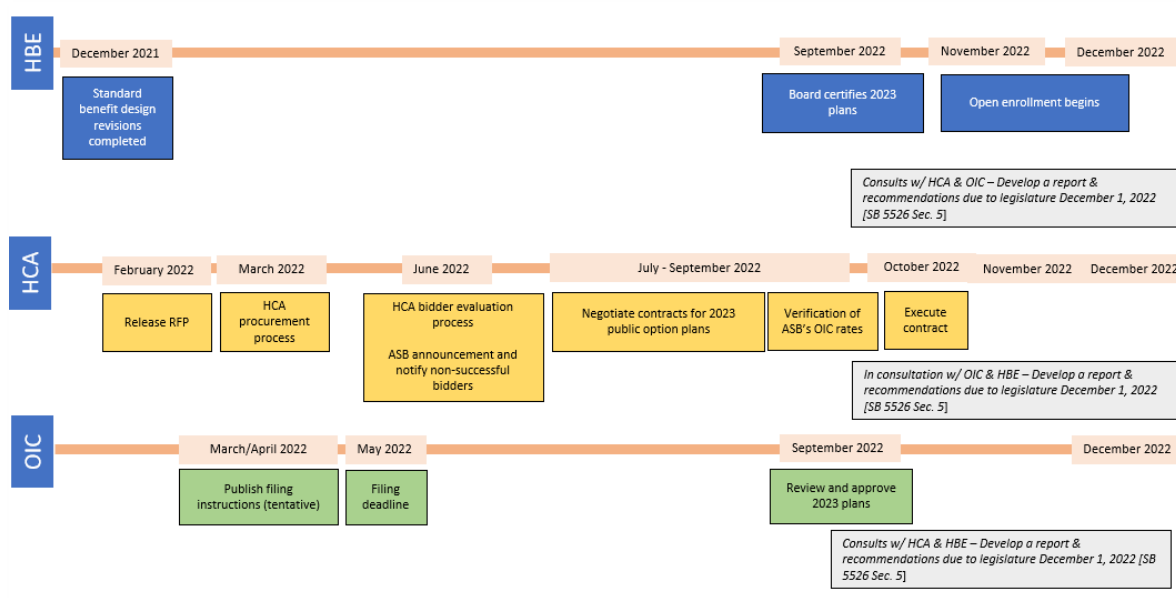 HBE
December 2021
September 2022
November 2022
December 2022
Standard
benefit design
revisions
completed
Board certifies 2023
plans
Open enrollment begins
Consults w/ HCA & OIC – Develop a report &
recommendations due to legislature December 1, 2022
[SB 5526 Sec. 5]
HCA
February 2022
March 2022
June 2022
July - September 2022
October 2022
November 2022
December 2022
Release RFP
HCA
procurement
process
HCA bidder evaluation
process
ASB announcement and
notify non-successful
bidders
Negotiate contracts for 2023
public option plans
Verification of
ASB's OIC rates
Execute
contract
In consultation w/ OIC & HBE – Develop a report &
recommendations due to legislature December 1, 2022
[SB 5526 Sec. 5]
OIC
March/April 2022
May 2022
September 2022
December 2022
Publish filing
instructions (tentative)
Filing
deadline
Review and approve
2023 plans
Consults w/ HCA & HBE – Develop a report &
recommendations due to legislature December 1, 2022 [SB
5526 Sec. 5]